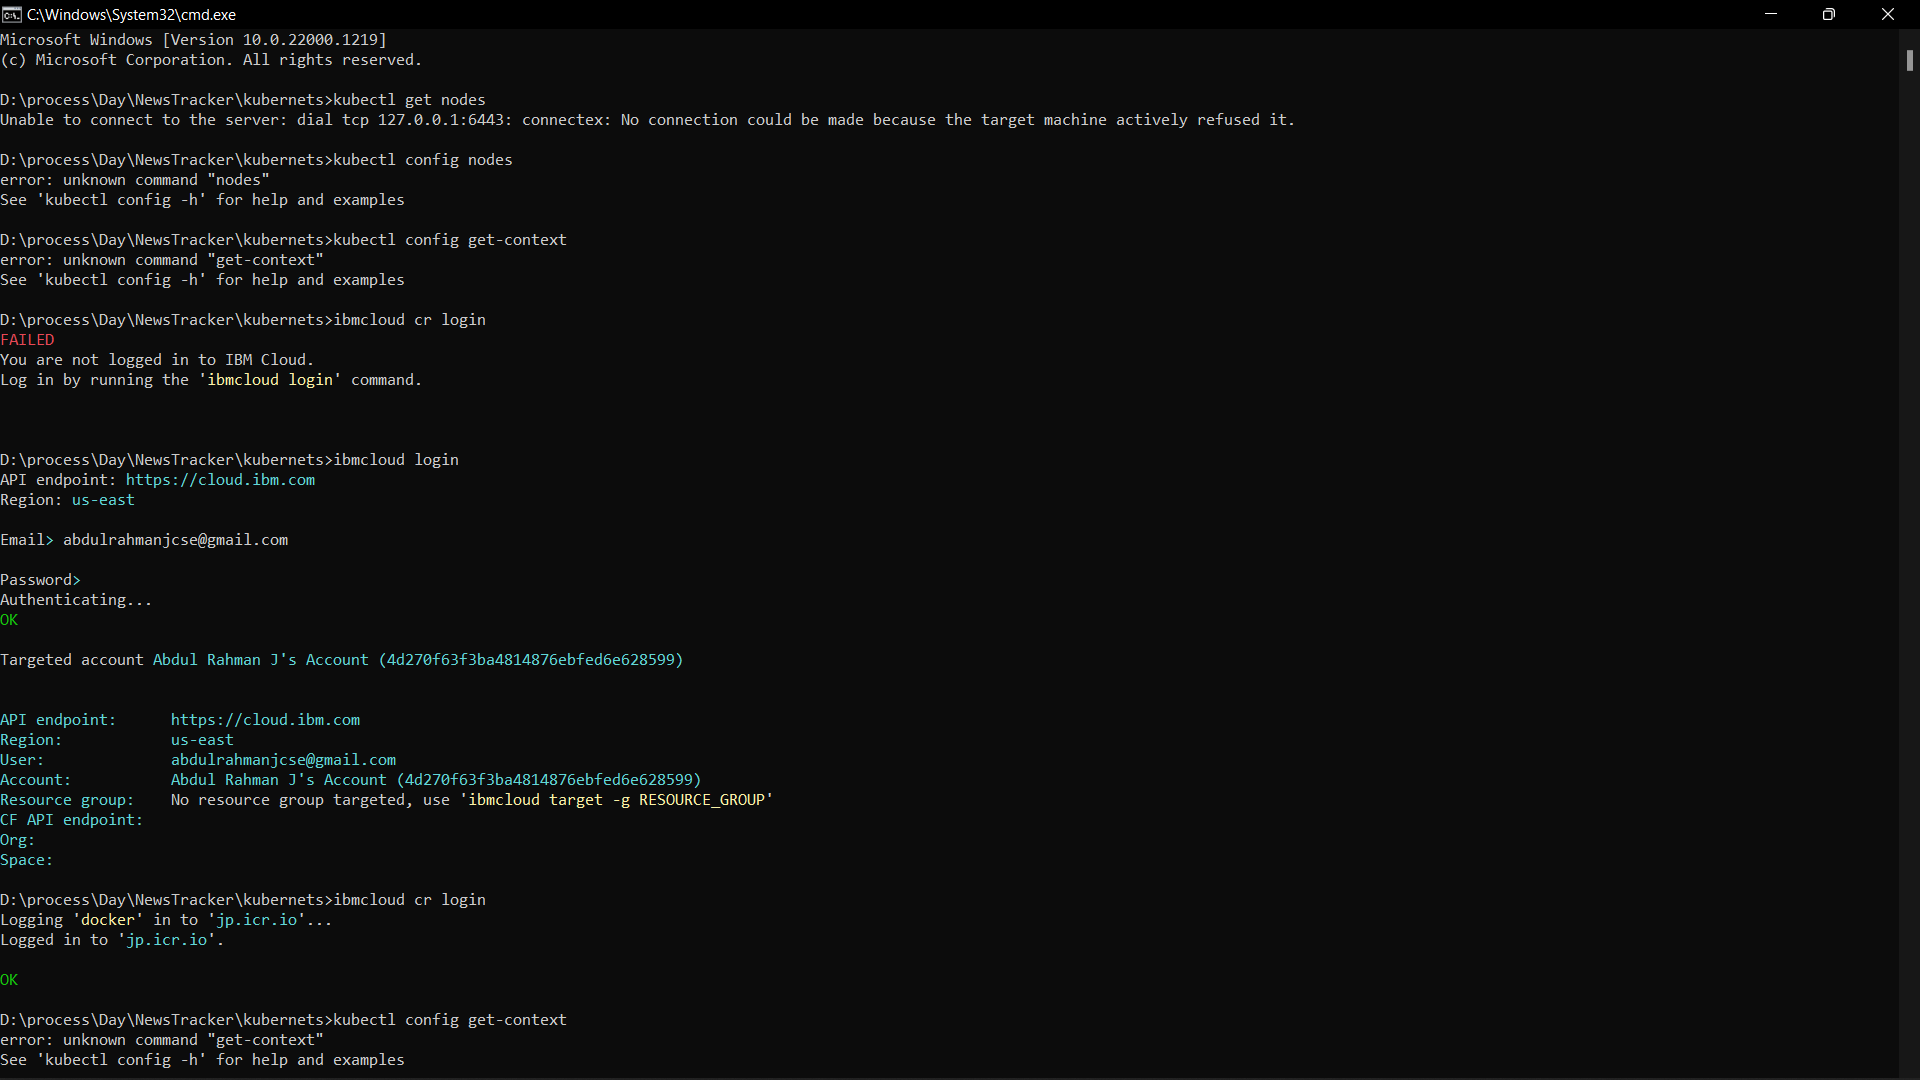 C:\Windows\System32\cmd.exe
Microsoft Windows [Version 10.0.22000.1219]
(c) Microsoft Corporation. All rights reserved.
D:\process\Day\NewsTracker\kubernets>kubectl get nodes
Unable to connect to the server: dial tcp 127.0.0.1:6443: connectex: No connection could be made because the target machine actively refused it.
D:\process\Day\NewsTracker\kubernets>kubectl config nodes
error: unknown command "nodes"
See 'kubectl config -h' for help and examples
D:\process\Day\NewsTracker\kubernets>kubectl config get-context
error: unknown command "get-context"
See 'kubectl config -h' for help and examples
D:\process\Day\NewsTracker\kubernets>ibmcloud cr login
FAILED
You are not logged in to IBM Cloud.
Log in by running the 'ibmcloud login' command.
D:\process\Day\NewsTracker\kubernets>ibmcloud login
API endpoint: https://cloud.ibm.com
Region: us-east
Email> abdulrahmanjcse@gmail.com
Password>
Authenticating...
OK
Targeted account Abdul Rahman J's Account (4d270f63f3ba4814876ebfed6e628599)
API endpoint:      https://cloud.ibm.com
Region:            us-east
User:              abdulrahmanjcse@gmail.com
Account:           Abdul Rahman J's Account (4d270f63f3ba4814876ebfed6e628599)
Resource group:    No resource group targeted, use 'ibmcloud target -g RESOURCE_GROUP'
CF API endpoint:
Org:
Space:
D:\process\Day\NewsTracker\kubernets>ibmcloud cr login
Logging 'docker' in to 'jp.icr.io'...
Logged in to 'jp.icr.io'.
OK
D:\process\Day\NewsTracker\kubernets>kubectl config get-context
error: unknown command "get-context"
See 'kubectl config -h' for help and examples